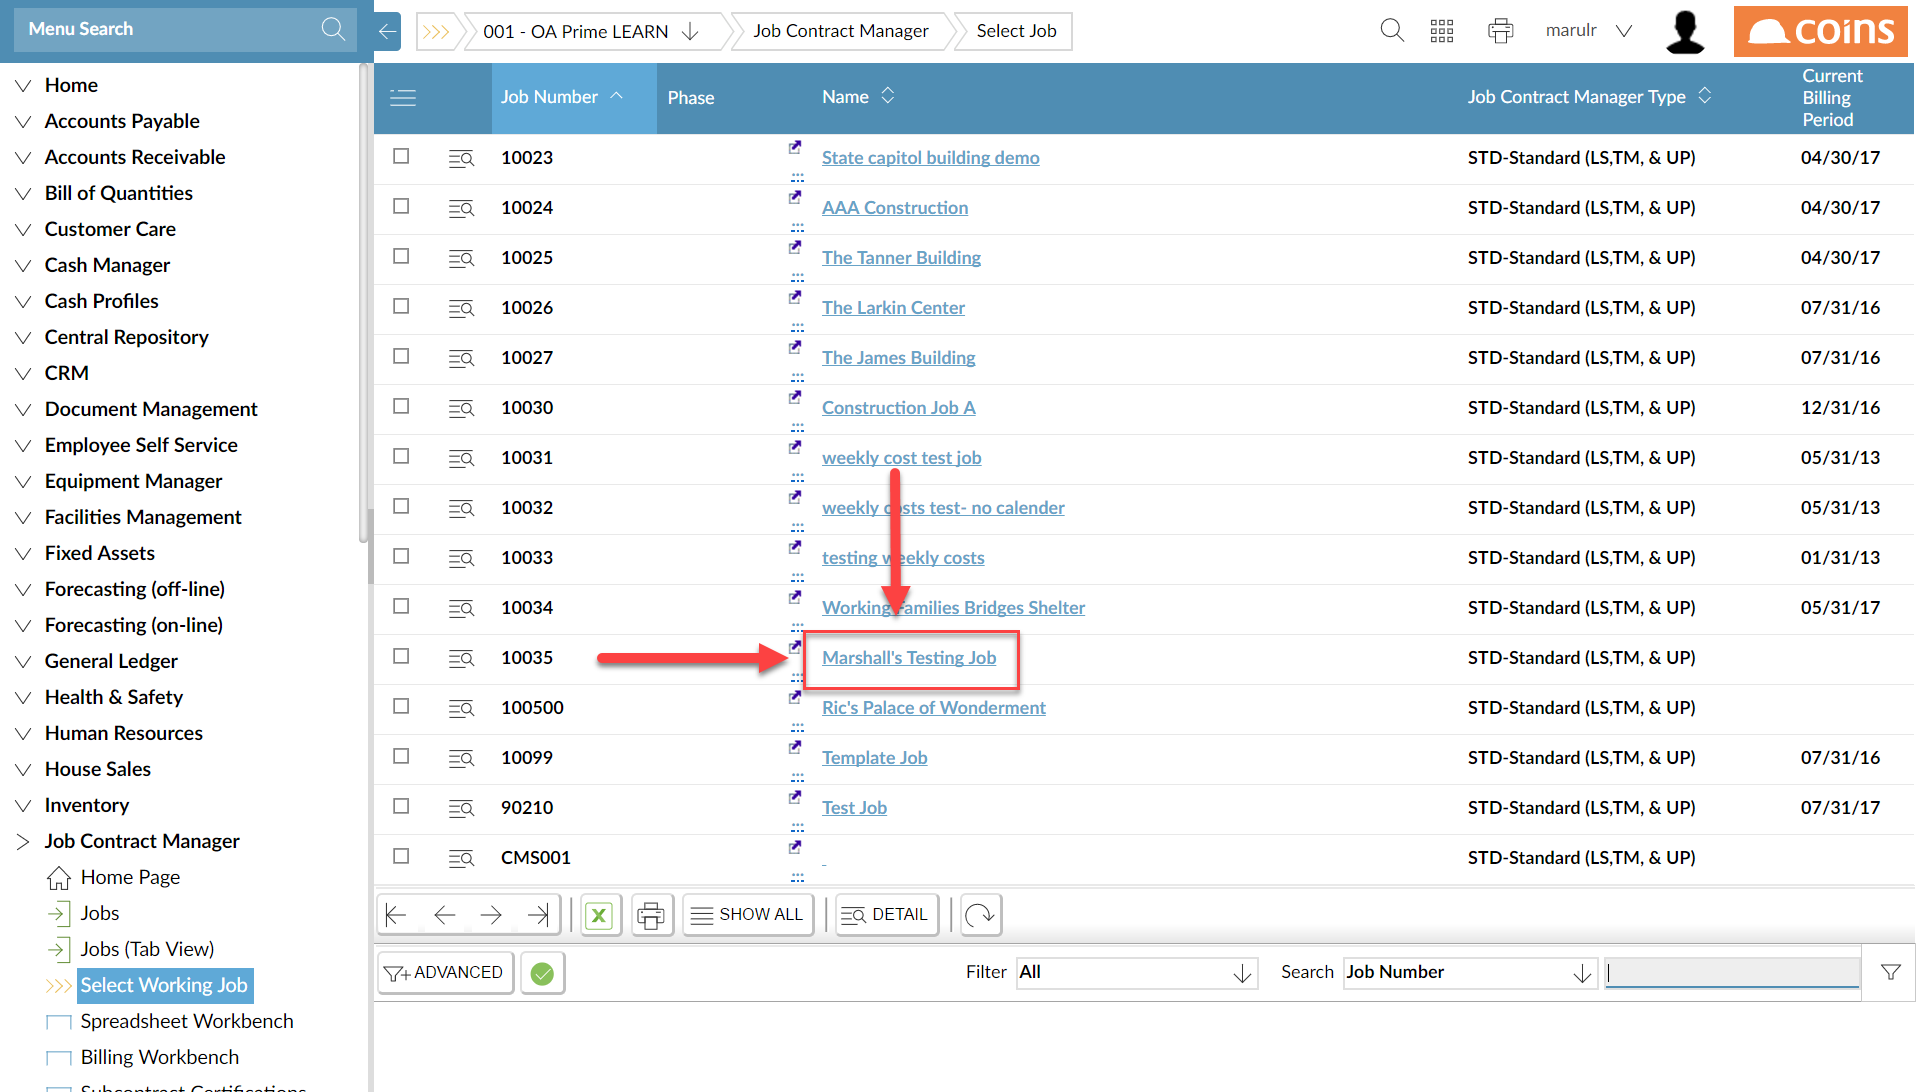 Menu Search
001 - OA Prime LEARN
Job Contract Manager
Select Job
marulr
coins
Home
Accounts Payable
Accounts Receivable
Bill of Quantities
Customer Care
Cash Manager
Cash Profiles
Central Repository
CRM
Document Management
Employee Self Service
Equipment Manager
Facilities Management
Fixed Assets
Forecasting (off-line)
Forecasting (on-line)
General Ledger
Health & Safety
Human Resources
House Sales
Inventory
Job Contract Manager
Home Page
Jobs
Jobs (Tab View)
Select Working Job
Spreadsheet Workbench
Billing Workbench
Subcontract Certifications
Job Number Phase Name Job Contract Manager Type Current Billing Period
10023 State capitol building demo STD-Standard (LS,TM, & UP) 04/30/17
10024 AAA Construction STD-Standard (LS,TM, & UP) 04/30/17
10025 The Tanner Building STD-Standard (LS,TM, & UP) 04/30/17
10026 The Larkin Center STD-Standard (LS,TM, & UP) 07/31/16
10027 The James Building STD-Standard (LS,TM, & UP) 07/31/16
10030 Construction Job A STD-Standard (LS,TM, & UP) 12/31/16
10031 weekly cost test job STD-Standard (LS,TM, & UP) 05/31/13
10032 weekly costs test- no calender STD-Standard (LS,TM, & UP) 05/31/13
10033 testing weekly costs STD-Standard (LS,TM, & UP) 01/31/13
10034 Working Families Bridges Shelter STD-Standard (LS,TM, & UP) 05/31/17
10035 Marshall's Testing Job STD-Standard (LS,TM, & UP)
100500 Ric's Palace of Wonderment STD-Standard (LS,TM, & UP)
10099 Template Job STD-Standard (LS,TM, & UP) 07/31/16
90210 Test Job STD-Standard (LS,TM, & UP) 07/31/17
CMS001 STD-Standard (LS,TM, & UP)
SHOW ALL DETAIL
ADVANCED Filter All Search Job Number